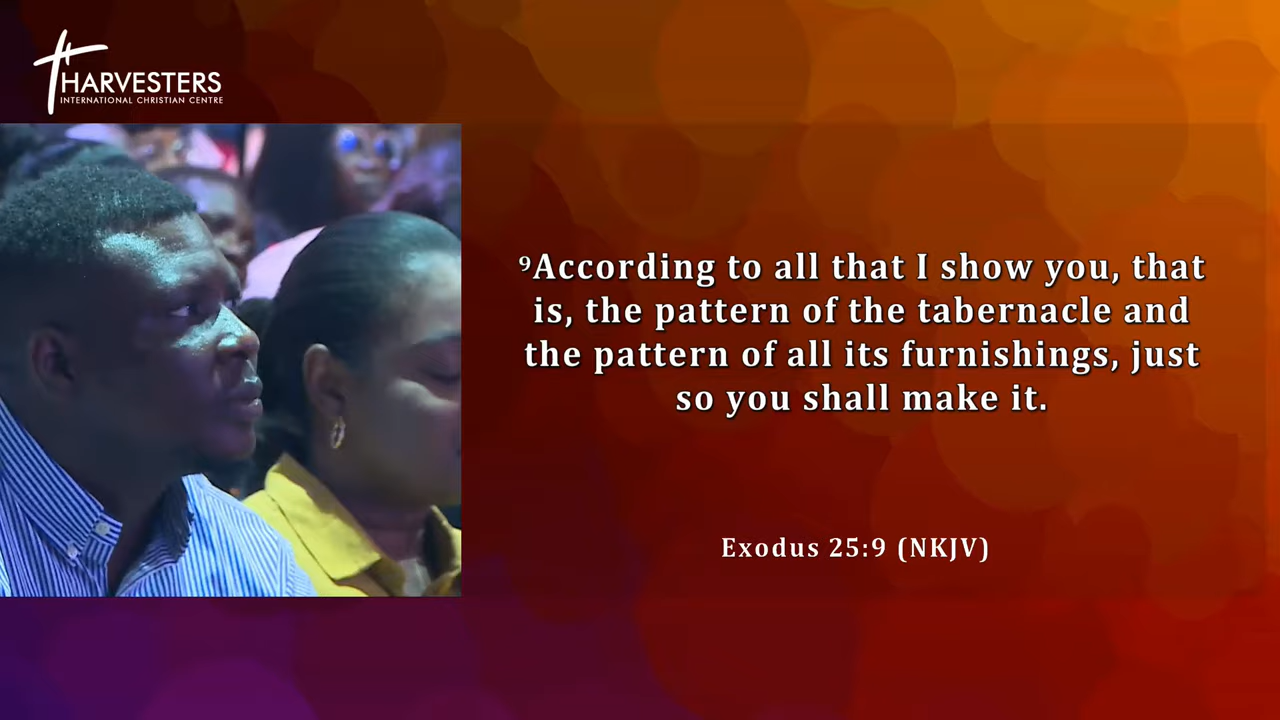 HARVESTERS
INTERNATIONAL CHRISTIAN CENTRE
⁹According to all that I show you, that
is, the pattern of the tabernacle and
the pattern of all its furnishings, just
so you shall make it.
Exodus 25:9 (NKJV)